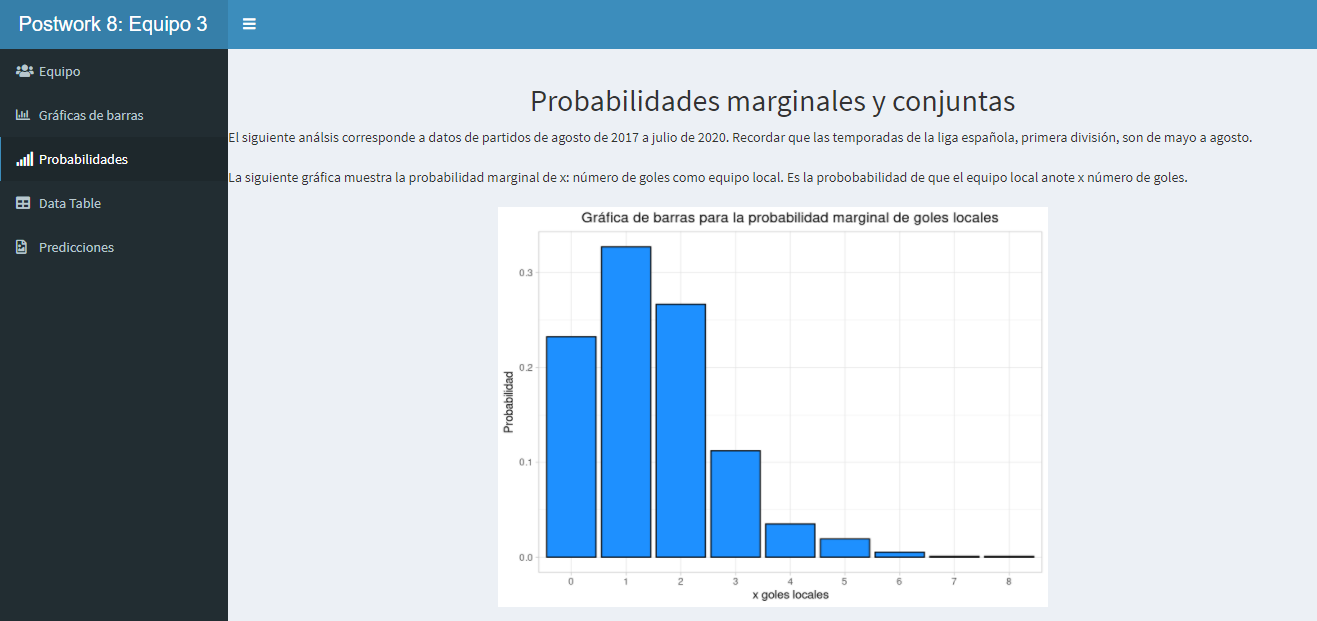 Postwork 8: Equipo 3
Equipo
Gráficas de barras
Probabilidades
Data Table
Predicciones
Probabilidades marginales y conjuntas
El siguiente análsis corresponde a datos de partidos de agosto de 2017 a julio de 2020. Recordar que las temporadas de la liga española, primera división, son de mayo a agosto.
La siguiente gráfica muestra la probabilidad marginal de x: número de goles como equipo local. Es la probobabilidad de que el equipo local anote x número de goles.
Gráfica de barras para la probabilidad marginal de goles locales
Probabilidad
0.3
0.2
0.1
0.0
0 1 2 3 4 5 6 7 8
x goles locales